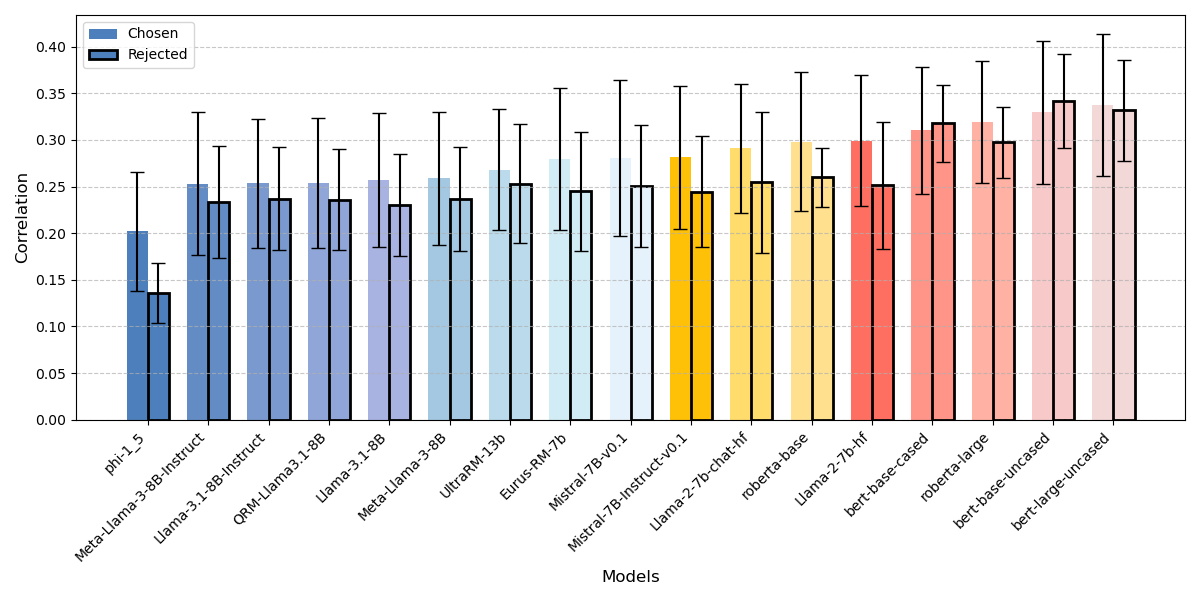 Chosen
Rejected
0.40
0.35
0.30
0.25
0.20
0.15
0.10
0.05
0.00
Correlation
phi-1_5
Meta-Llama-3-8B-Instruct
Llama-3.1-8B-Instruct
QRM-Llama3.1-8B
Llama-3.1-8B
Meta-Llama-3-8B
UltraRM-13b
Eurus-RM-7b
Mistral-7B-v0.1
Mistral-7B-Instruct-v0.1
Llama-2-7b-chat-hf
roberta-base
Llama-2-7b-hf
bert-base-cased
roberta-large
bert-base-uncased
bert-large-uncased
Models